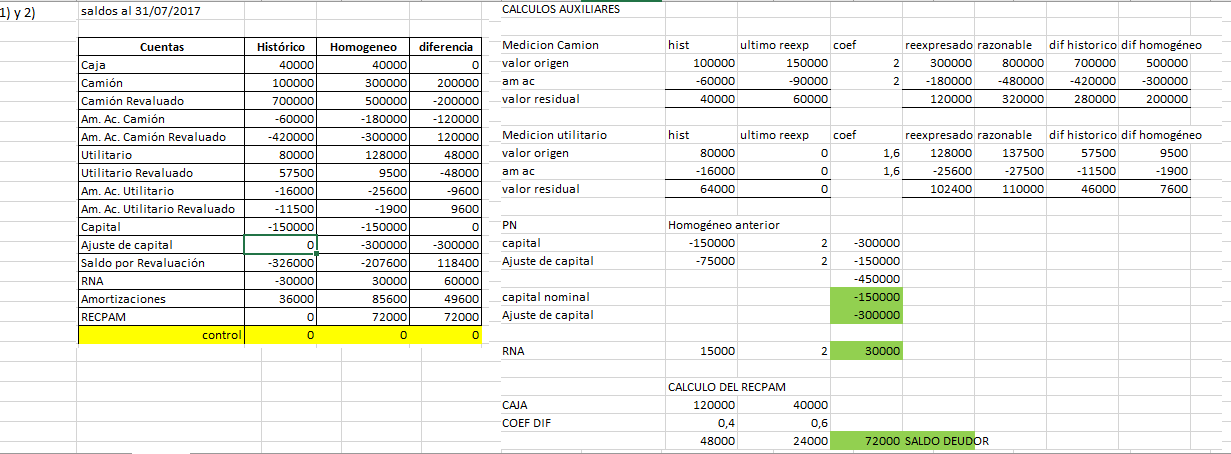 1) y 2)
saldos al 31/07/2017
Cuentas Histórico Homogeneo diferencia
Caja 40000 40000 0
Camión 100000 300000 200000
Camión Revaluado 700000 500000 -200000
Am. Ac. Camión -60000 -180000 -120000
Am. Ac. Camión Revaluado -420000 -300000 120000
Utilitario 80000 128000 48000
Utilitario Revaluado 57500 9500 -48000
Am. Ac. Utilitario -16000 -25600 -9600
Am. Ac. Utilitario Revaluado -11500 -1900 9600
Capital -150000 -150000 0
Ajuste de capital 0 -300000 -300000
Saldo por Revaluación -326000 -207600 118400
RNA -30000 30000 60000
Amortizaciones 36000 85600 49600
RECPAM 0 72000 72000
control 0 0 0
CALCULOS AUXILIARES
Medicion Camion hist ultimo reexp coef reexpresado razonable dif historico dif homogéneo
valor origen 100000 150000 2 300000 800000 700000 500000
am ac -60000 -90000 2 -180000 -480000 -420000 -300000
valor residual 40000 60000 120000 320000 280000 200000
Medicion utilitario hist ultimo reexp coef reexpresado razonable dif historico dif homogéneo
valor origen 80000 0 1,6 128000 137500 57500 9500
am ac -16000 0 1,6 -25600 -27500 -11500 -1900
valor residual 64000 0 102400 110000 46000 7600
PN Homogéneo anterior
capital -150000 2 -300000
Ajuste de capital -75000 2 -150000
-450000
capital nominal -150000
Ajuste de capital -300000
RNA 15000 2 30000
CALCULO DEL RECPAM
CAJA 120000 40000
COEF DIF 0,4 0,6
48000 24000 72000 SALDO DEUDOR